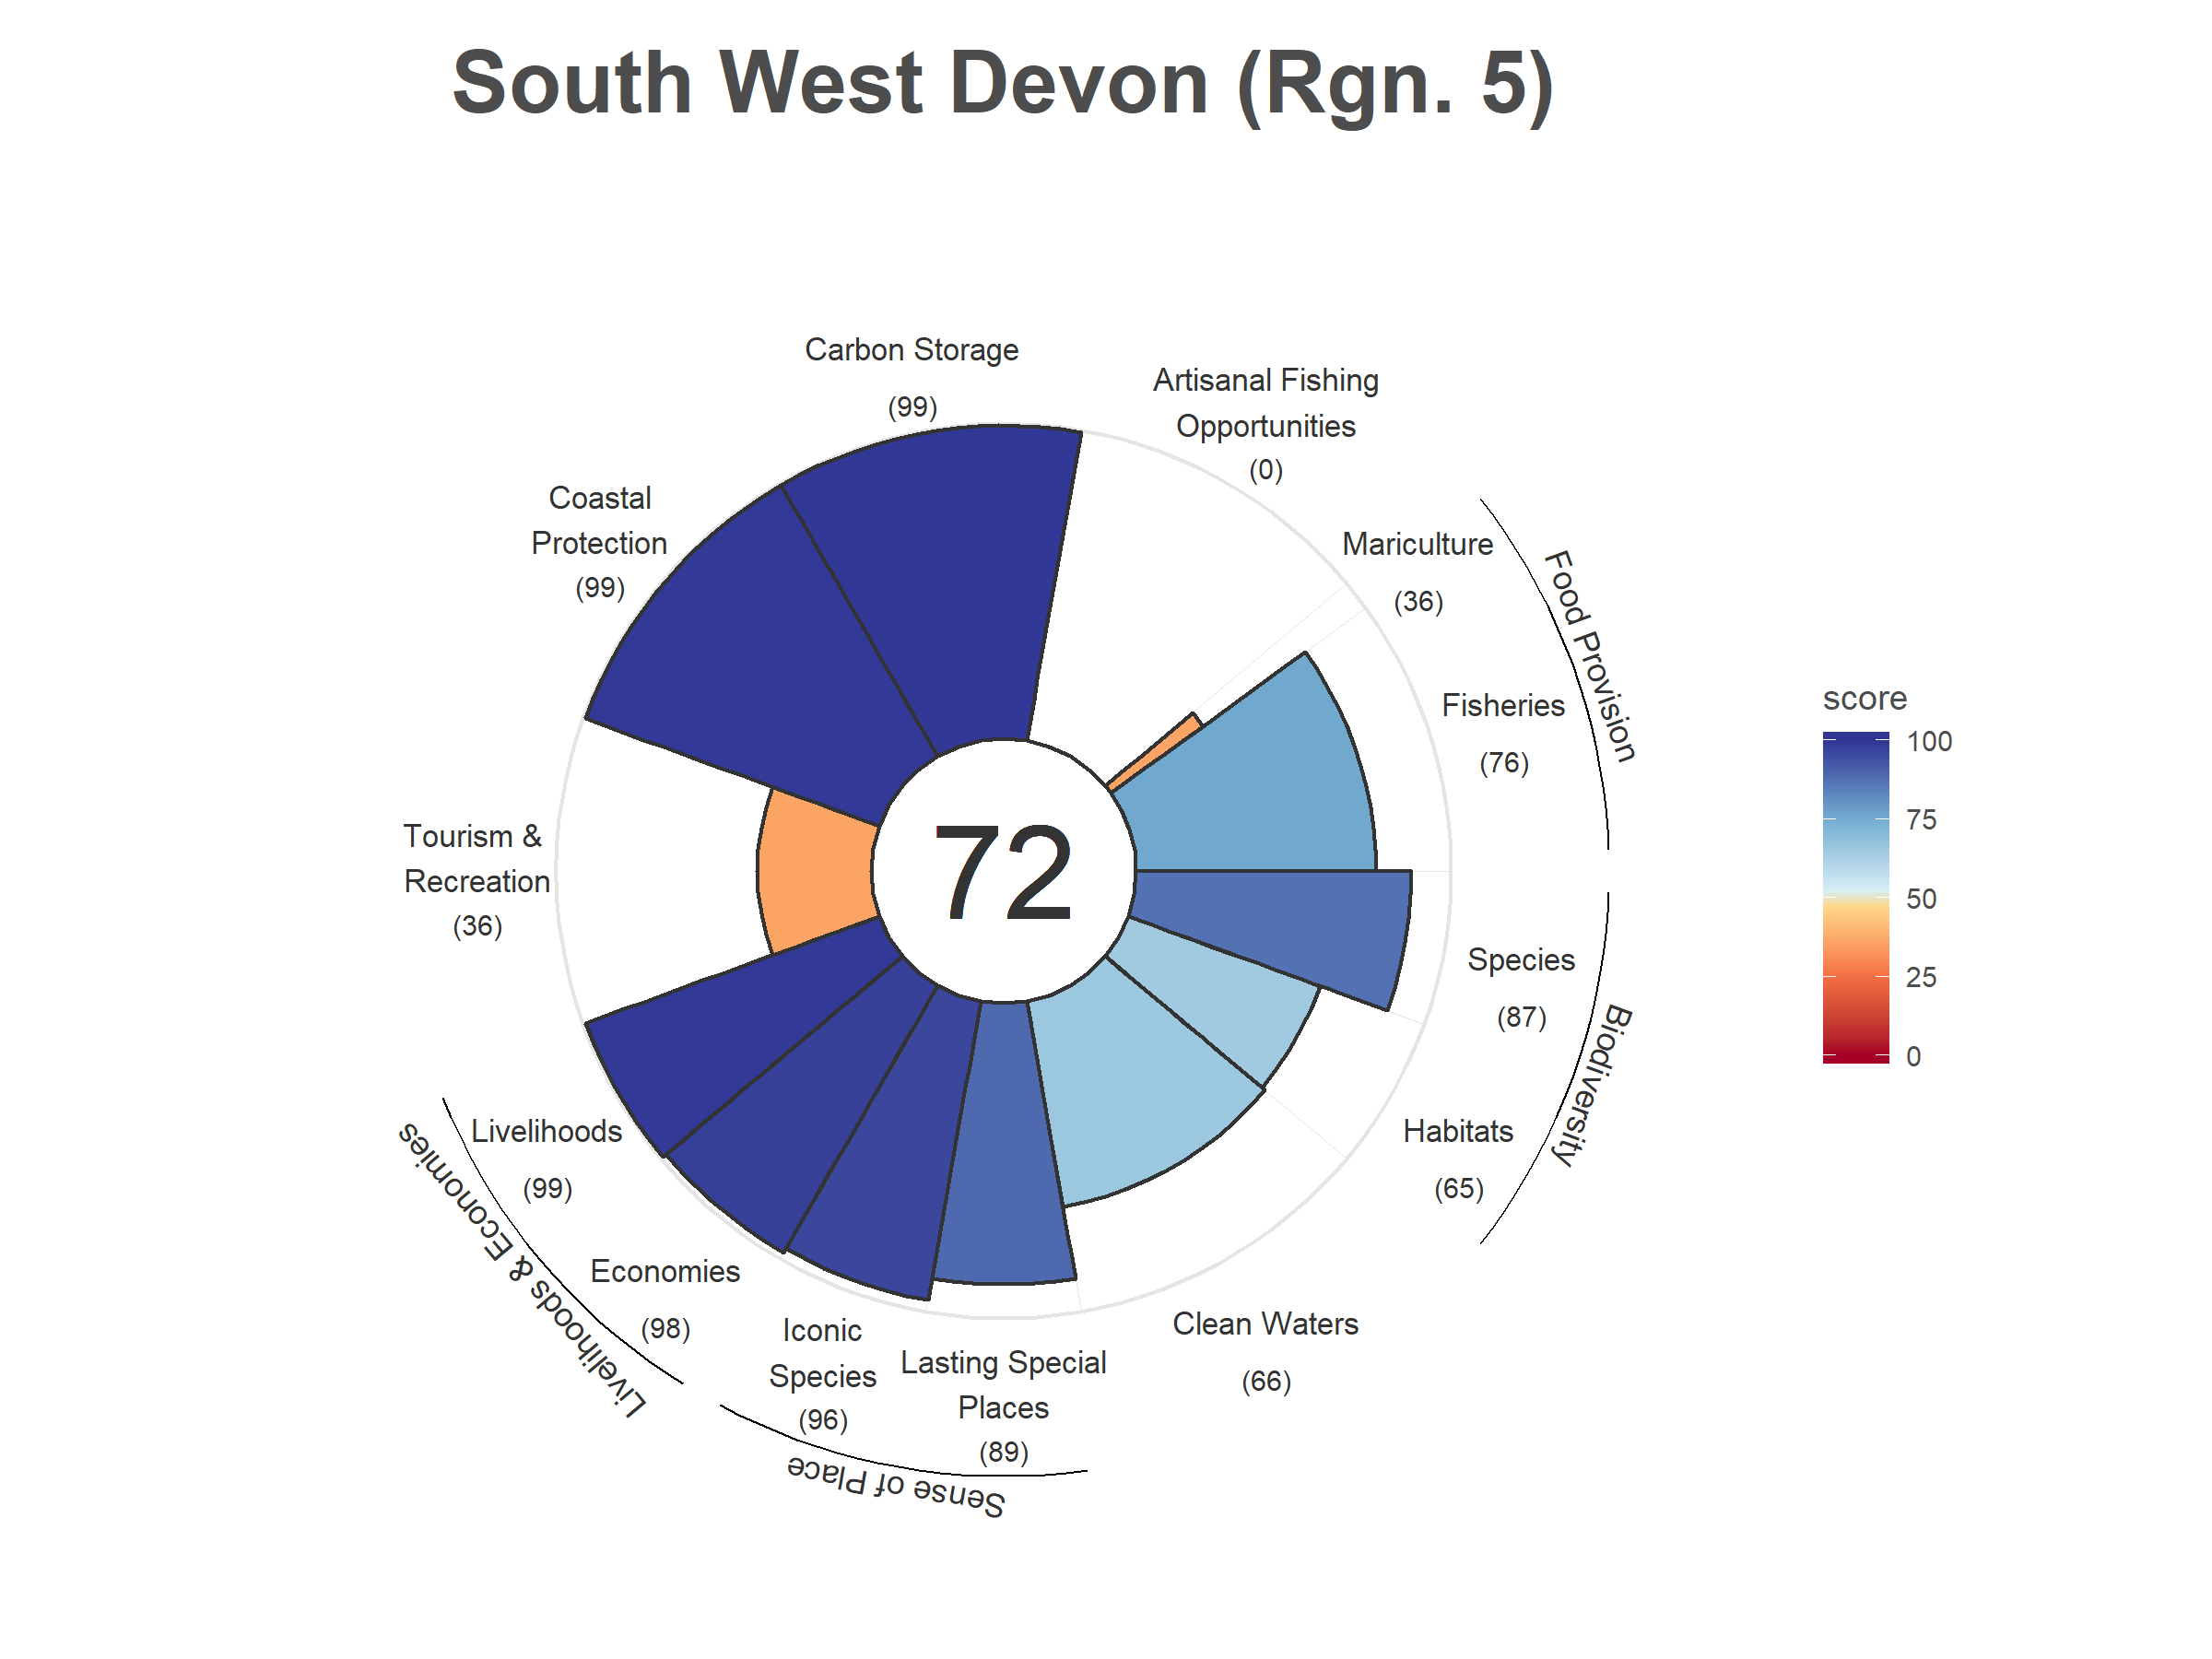 South West Devon (Rgn. 5)
Carbon Storage
(99)
Artisanal Fishing
Opportunities
(0)
Coastal
Protection
(99)
Mariculture
(36)
Food Provision
Fisheries
(76)
score
100
75
50
25
0
Tourism &
Recreation
(36)
72
Species
(87)
Biodiversity
Habitats
(65)
Livelihoods
(99)
Livelihoods & Economies
Economies
(98)
Iconic
Species
(96)
Lasting Special
Places
(89)
Clean Waters
(66)
Sense of Place